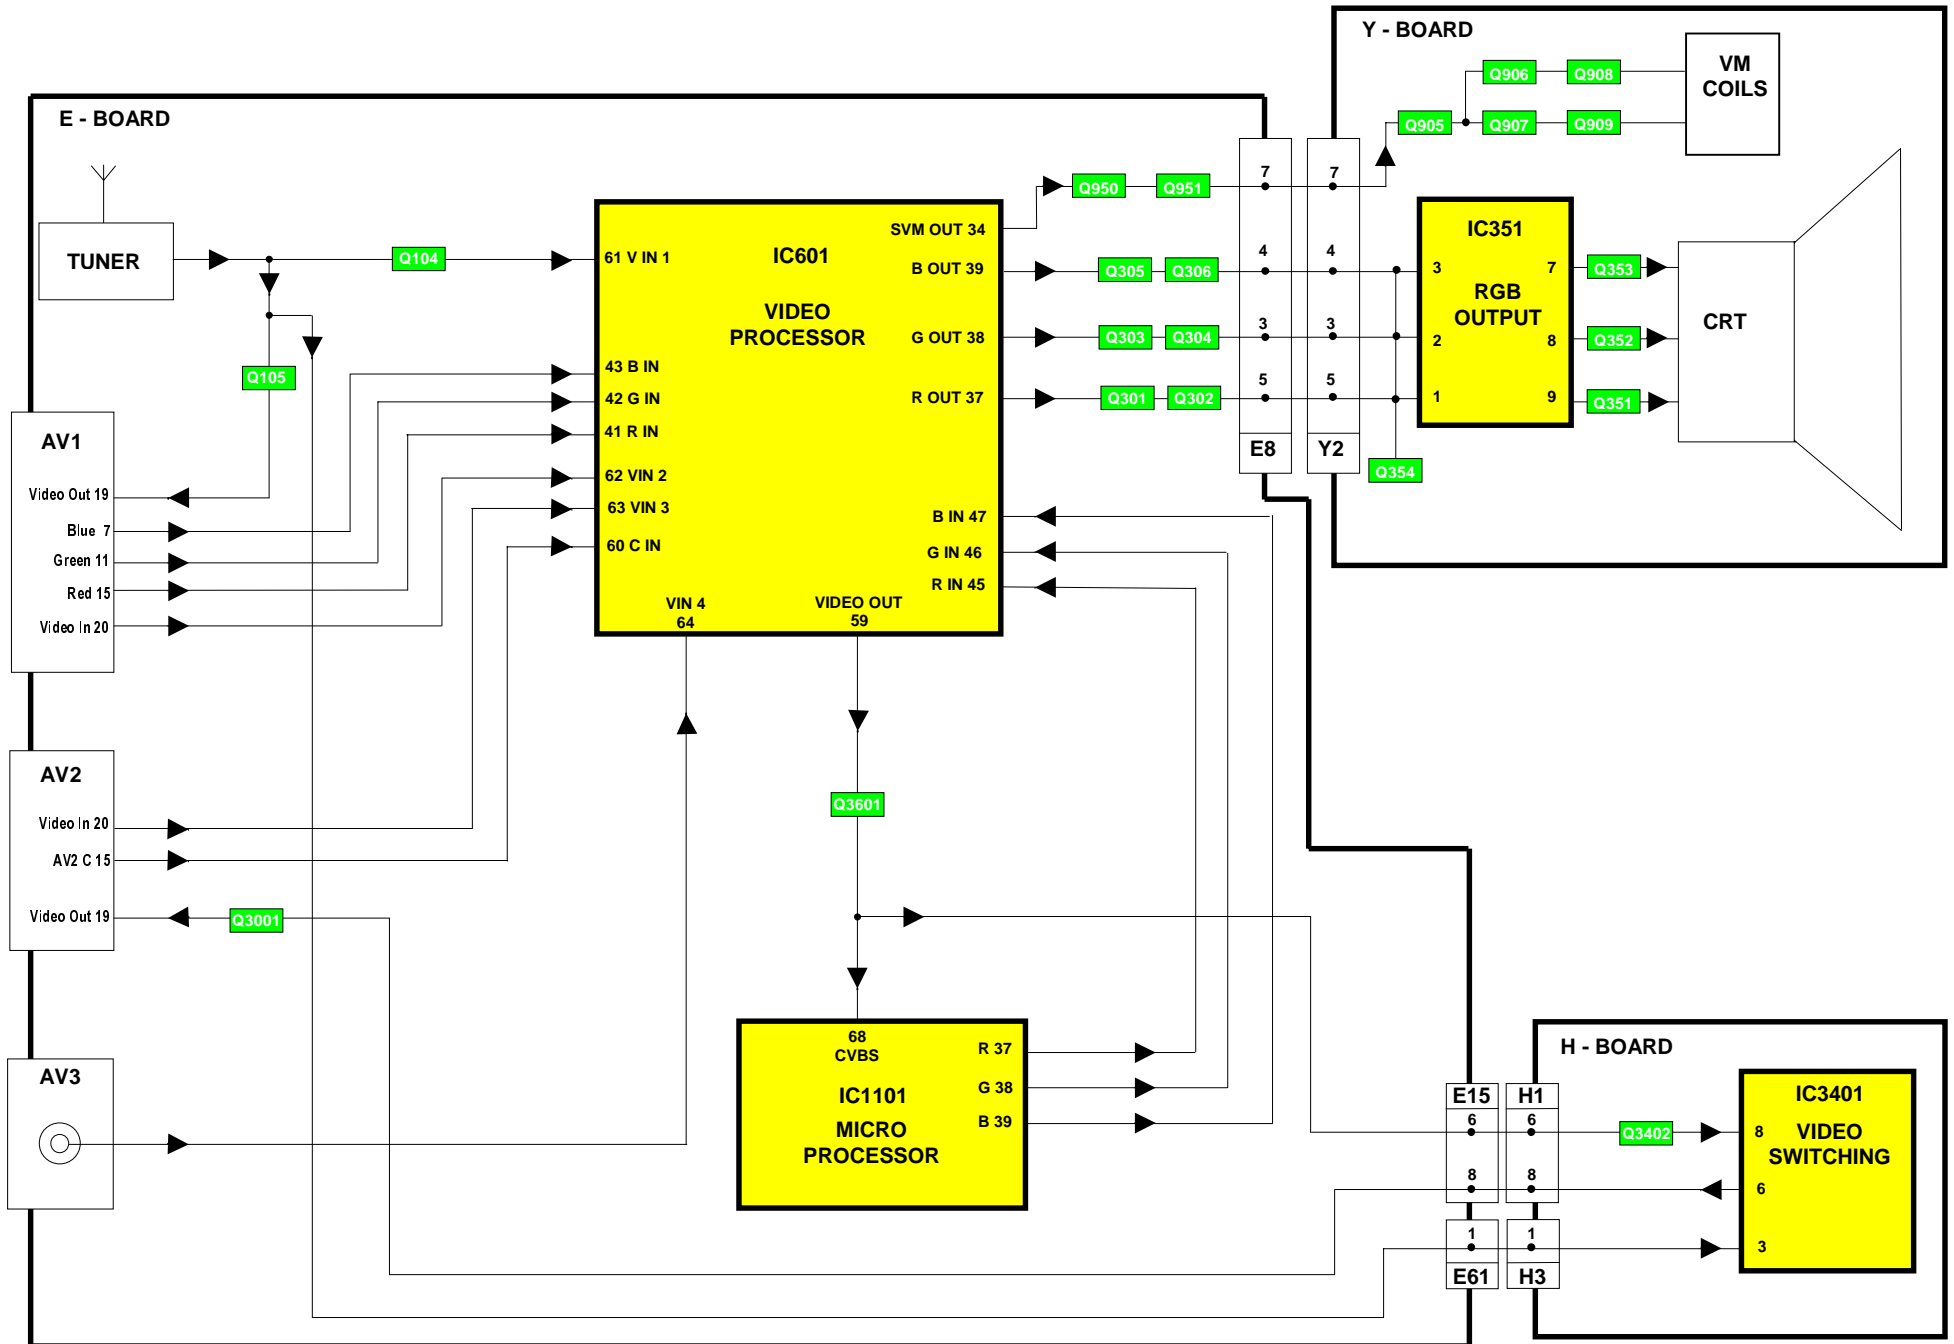 Y - BOARD
VM
COILS
Q906
Q908
Q905
Q907
Q909
E - BOARD
TUNER
Q104
Q105
61 V IN 1
IC601
VIDEO
PROCESSOR
SVM OUT 34
B OUT 39
G OUT 38
R OUT 37
43 B IN
42 G IN
41 R IN
62 VIN 2
63 VIN 3
60 C IN
B IN 47
G IN 46
R IN 45
VIN 4
64
VIDEO OUT
59
Q950
Q951
Q305
Q306
Q303
Q304
Q301
Q302
7
4
3
5
E8
7
4
3
5
Y2
Q354
IC351
RGB
OUTPUT
3
2
1
7
8
9
Q353
Q352
Q351
CRT
AV1
Video Out 19
Blue 7
Green 11
Red 15
Video In 20
AV2
Video In 20
AV2 C 15
Video Out 19
Q3001
AV3
Q3601
68
CVBS
IC1101
MICRO
PROCESSOR
R 37
G 38
B 39
H - BOARD
E15
6
8
1
E61
H1
6
8
1
H3
Q3402
IC3401
VIDEO
SWITCHING
8
6
3